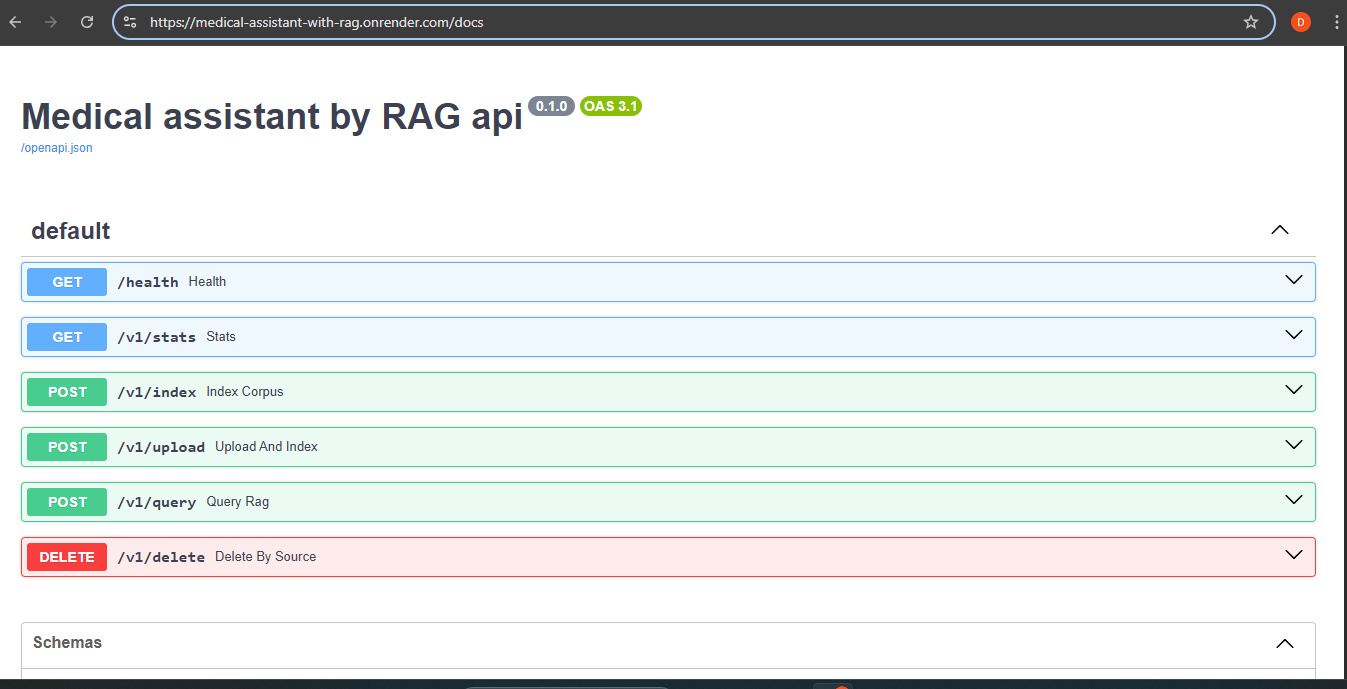 https://medical-assistant-with-rag.onrender.com/docs
D
Medical assistant by RAG api 0.1.0 OAS 3.1
/openapi.json
default
GET /health Health
GET /v1/stats Stats
POST /v1/index Index Corpus
POST /v1/upload Upload And Index
POST /v1/query Query Rag
DELETE /v1/delete Delete By Source
Schemas